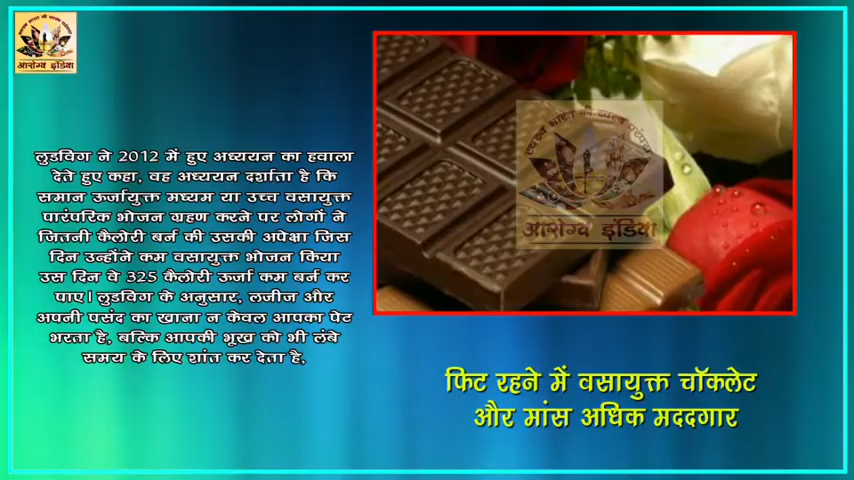 आरोग्य इंडिया
लुडविग ने 2012 में हुए अध्ययन का हवाला
देते हुए कहा, वह अध्ययन दर्शाता है कि
समान ऊर्जायुक्त मध्यम या उच्च वसायुक्त
पारंपरिक भोजन ग्रहण करने पर लोगों ने
जितनी कैलोरी बर्न की उसकी अपेक्षा जिस
दिन उन्होंने कम वसायुक्त भोजन किया
उस दिन वे 325 कैलोरी ऊर्जा कम बर्न कर
पाए। लुडविग के अनुसार, लजीज और
अपनी पसंद का खाना न केवल आपका पेट
भरता है, बल्कि आपकी भूख को भी लंबे
समय के लिए शांत कर देता है,
आरोग्य इंडिया
फिट रहने में वसायुक्त चॉकलेट
और मांस अधिक मददगार